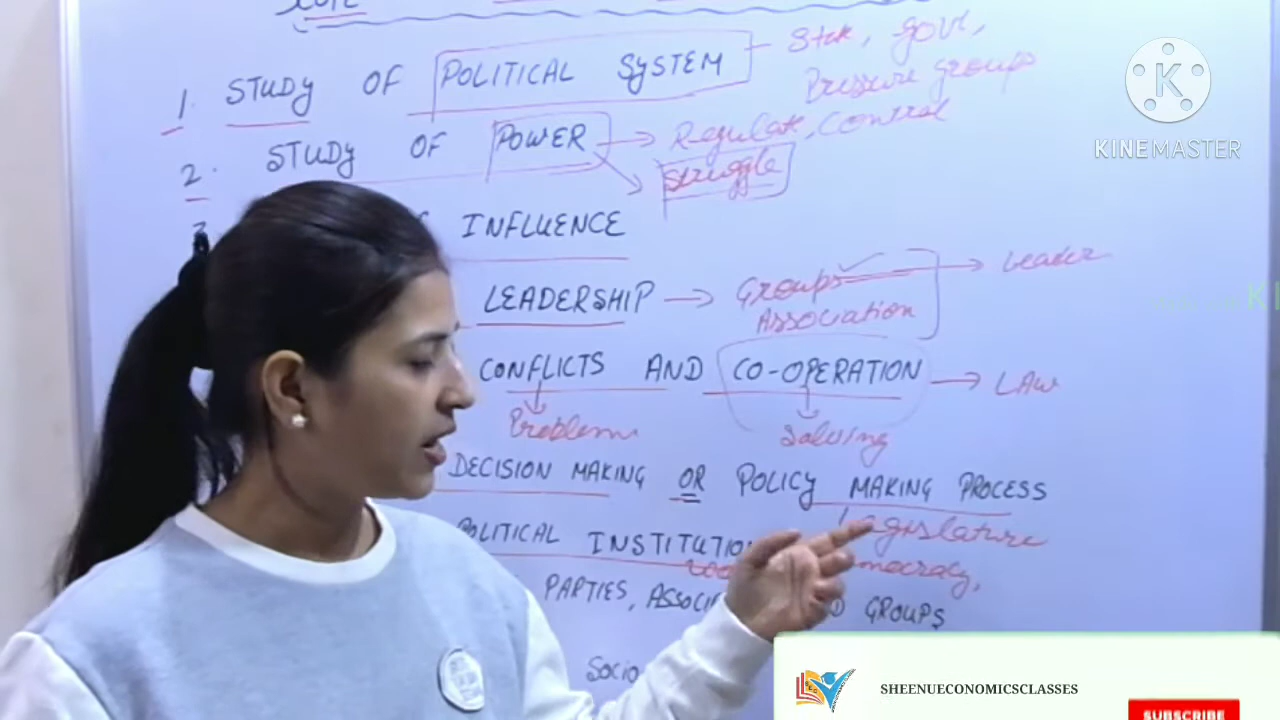 1. STUDY OF POLITICAL SYSTEM - State, Govt,
Pressure groups
2. STUDY OF POWER → Regulate, Control
Struggle
3. INFLUENCE
LEADERSHIP → Groups → Leader
Association
CONFLICTS AND CO-OPERATION → LAW
Problem Solving
DECISION MAKING OR POLICY MAKING PROCESS
Legislature
POLITICAL
PARTIES, GROUPS
Socio
K
KINEMASTER
SHEENUECONOMICSCLASSES
SUBSCRIBE